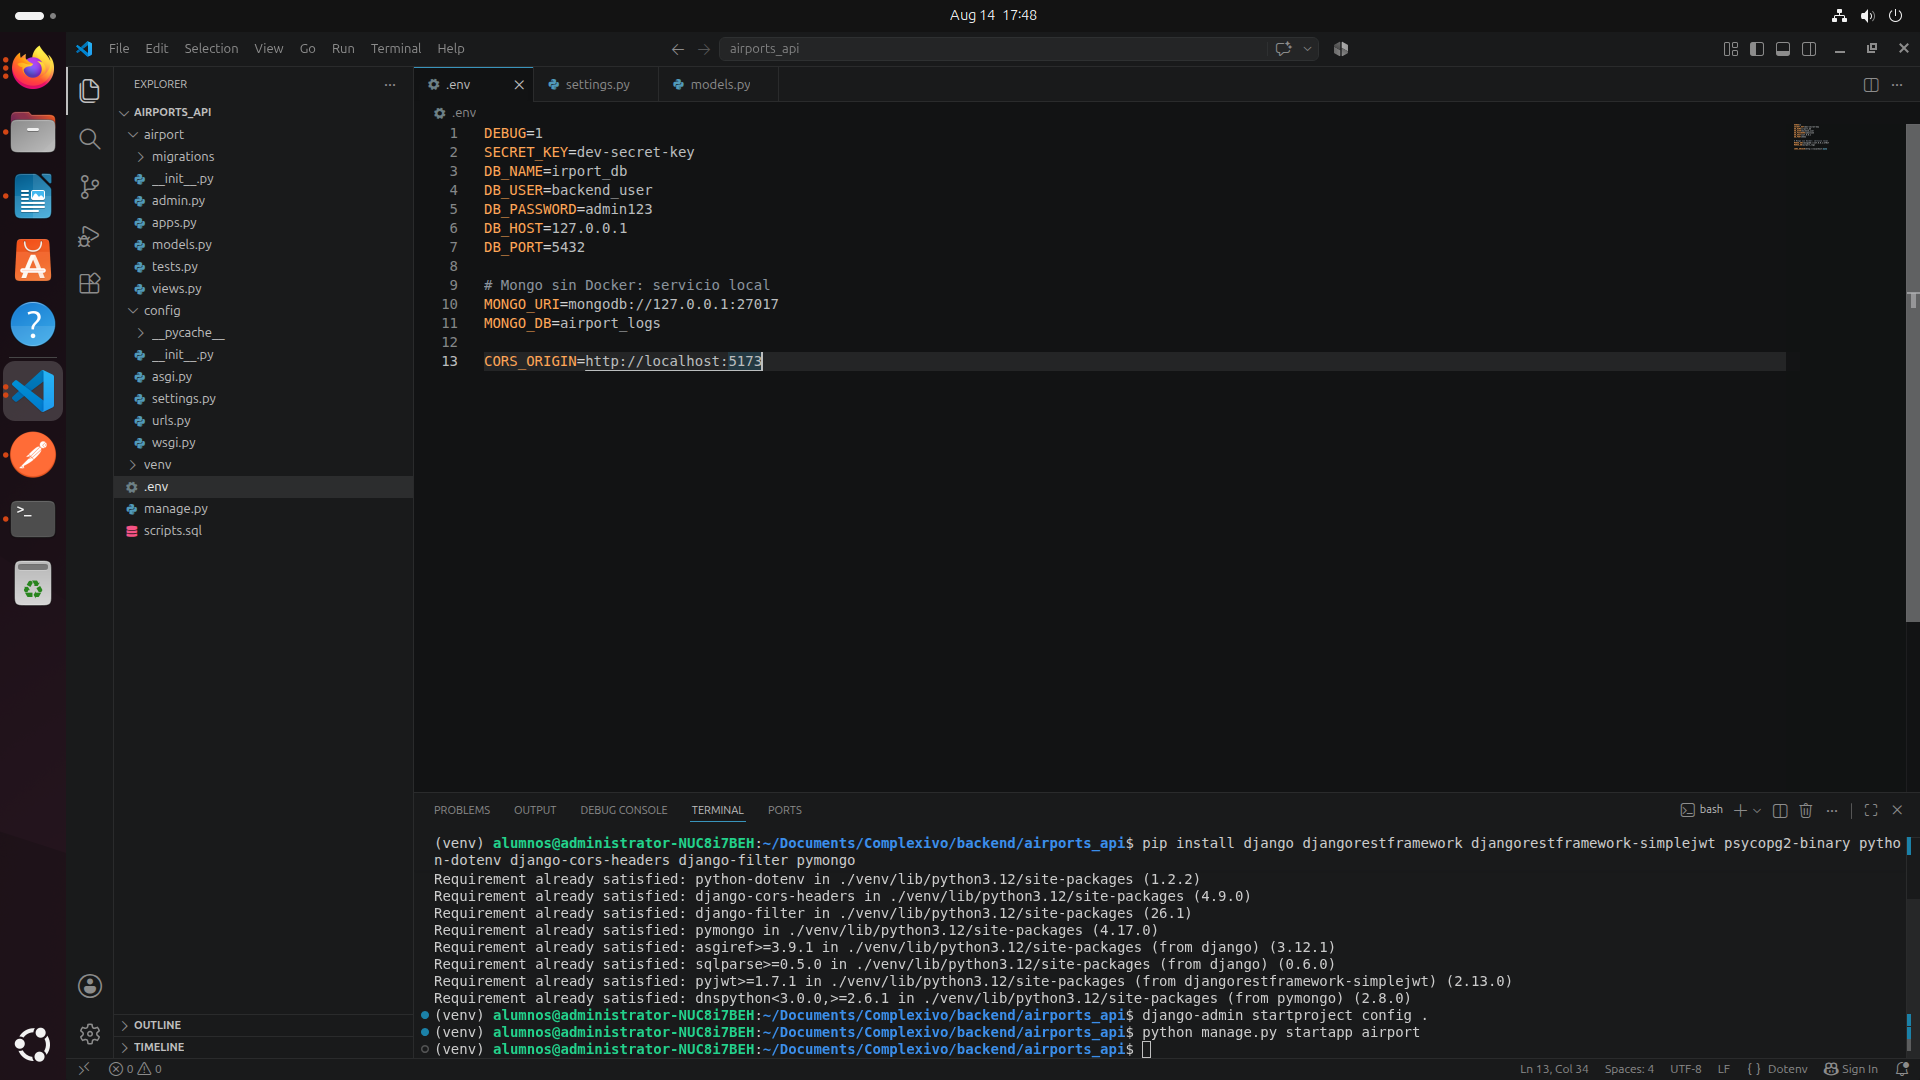 Aug 14 17:48
File Edit Selection View Go Run Terminal Help
airports_api
EXPLORER
AIRPORTS_API
airport
migrations
__init__.py
admin.py
apps.py
models.py
tests.py
views.py
config
__pycache__
__init__.py
asgi.py
settings.py
urls.py
wsgi.py
venv
.env
manage.py
scripts.sql
OUTLINE
TIMELINE
.env settings.py models.py
.env
1 DEBUG=1
2 SECRET_KEY=dev-secret-key
3 DB_NAME=irport_db
4 DB_USER=backend_user
5 DB_PASSWORD=admin123
6 DB_HOST=127.0.0.1
7 DB_PORT=5432
8
9 # Mongo sin Docker: servicio local
10 MONGO_URI=mongodb://127.0.0.1:27017
11 MONGO_DB=airport_logs
12
13 CORS_ORIGIN=http://localhost:5173
PROBLEMS OUTPUT DEBUG CONSOLE TERMINAL PORTS
bash
(venv) alumnos@administrator-NUC8i7BEH:~/Documents/Complexivo/backend/airports_api$ pip install django djangorestframework djangorestframework-simplejwt psycopg2-binary pytho
n-dotenv django-cors-headers django-filter pymongo
Requirement already satisfied: python-dotenv in ./venv/lib/python3.12/site-packages (1.2.2)
Requirement already satisfied: django-cors-headers in ./venv/lib/python3.12/site-packages (4.9.0)
Requirement already satisfied: django-filter in ./venv/lib/python3.12/site-packages (26.1)
Requirement already satisfied: pymongo in ./venv/lib/python3.12/site-packages (4.17.0)
Requirement already satisfied: asgiref>=3.9.1 in ./venv/lib/python3.12/site-packages (from django) (3.12.1)
Requirement already satisfied: sqlparse>=0.5.0 in ./venv/lib/python3.12/site-packages (from django) (0.6.0)
Requirement already satisfied: pyjwt>=1.7.1 in ./venv/lib/python3.12/site-packages (from djangorestframework-simplejwt) (2.13.0)
Requirement already satisfied: dnspython<3.0.0,>=2.6.1 in ./venv/lib/python3.12/site-packages (from pymongo) (2.8.0)
(venv) alumnos@administrator-NUC8i7BEH:~/Documents/Complexivo/backend/airports_api$ django-admin startproject config .
(venv) alumnos@administrator-NUC8i7BEH:~/Documents/Complexivo/backend/airports_api$ python manage.py startapp airport
(venv) alumnos@administrator-NUC8i7BEH:~/Documents/Complexivo/backend/airports_api$
0 0 Ln 13, Col 34 Spaces: 4 UTF-8 LF { } Dotenv Sign In